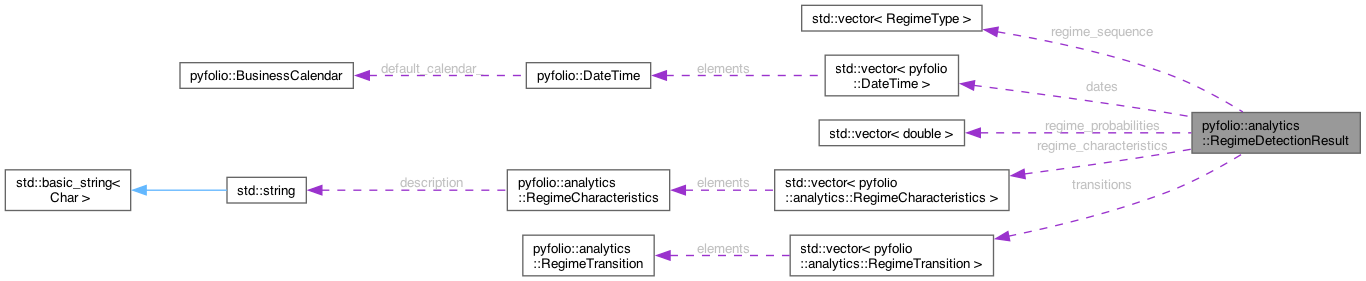 std::vector< RegimeType >
regime_sequence
pyfolio::BusinessCalendar
default_calendar_
pyfolio::DateTime
elements
std::vector< pyfolio
::DateTime >
dates
std::vector< double >
regime_probabilities
pyfolio::analytics
::RegimeDetectionResult
regime_characteristics
std::basic_string<
Char >
std::string
description
pyfolio::analytics
::RegimeCharacteristics
elements
std::vector< pyfolio
::analytics::RegimeCharacteristics >
transitions
pyfolio::analytics
::RegimeTransition
elements
std::vector< pyfolio
::analytics::RegimeTransition >